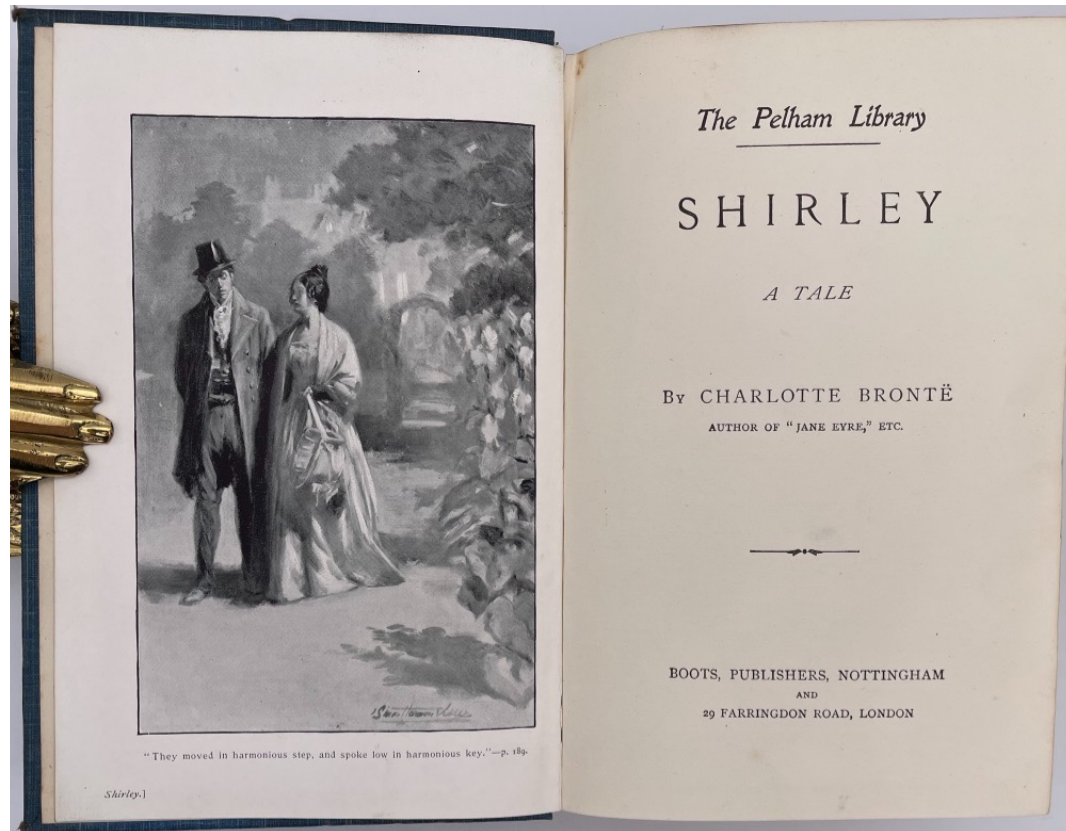 "They moved in harmonious step, and spoke low in harmonious key."—p. 189.
Shirley.]
The Pelham Library
SHIRLEY
A TALE
By CHARLOTTE BRONTË
AUTHOR OF "JANE EYRE," ETC.
BOOTS, PUBLISHERS, NOTTINGHAM
AND
29 FARRINGDON ROAD, LONDON